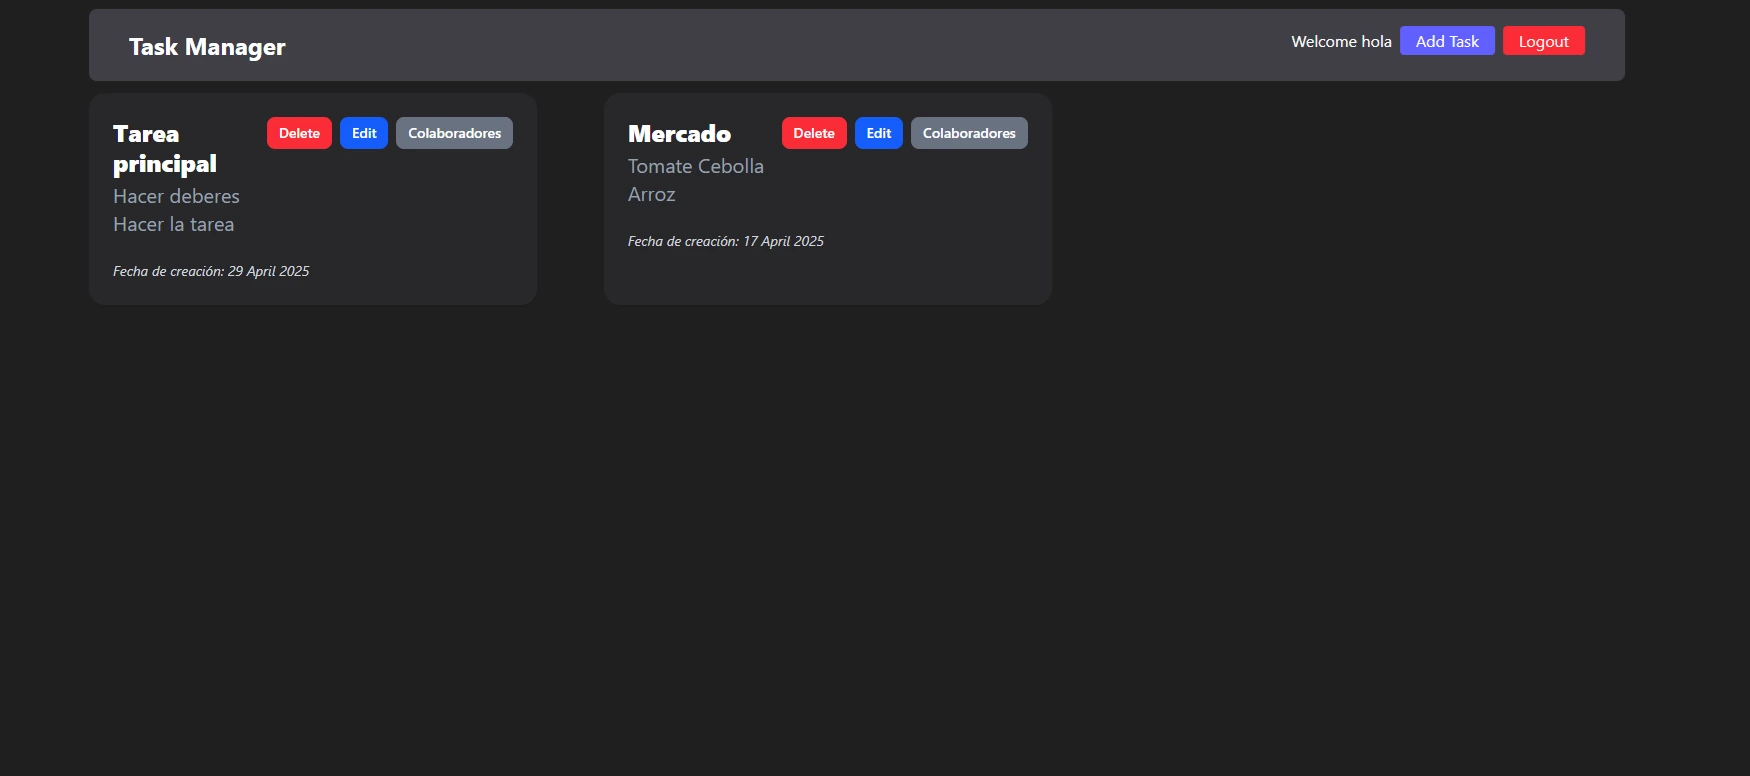 Task Manager
Welcome hola Add Task Logout
Tarea principal
Delete Edit Colaboradores
Hacer deberes
Hacer la tarea
Fecha de creación: 29 April 2025
Mercado
Delete Edit Colaboradores
Tomate Cebolla
Arroz
Fecha de creación: 17 April 2025